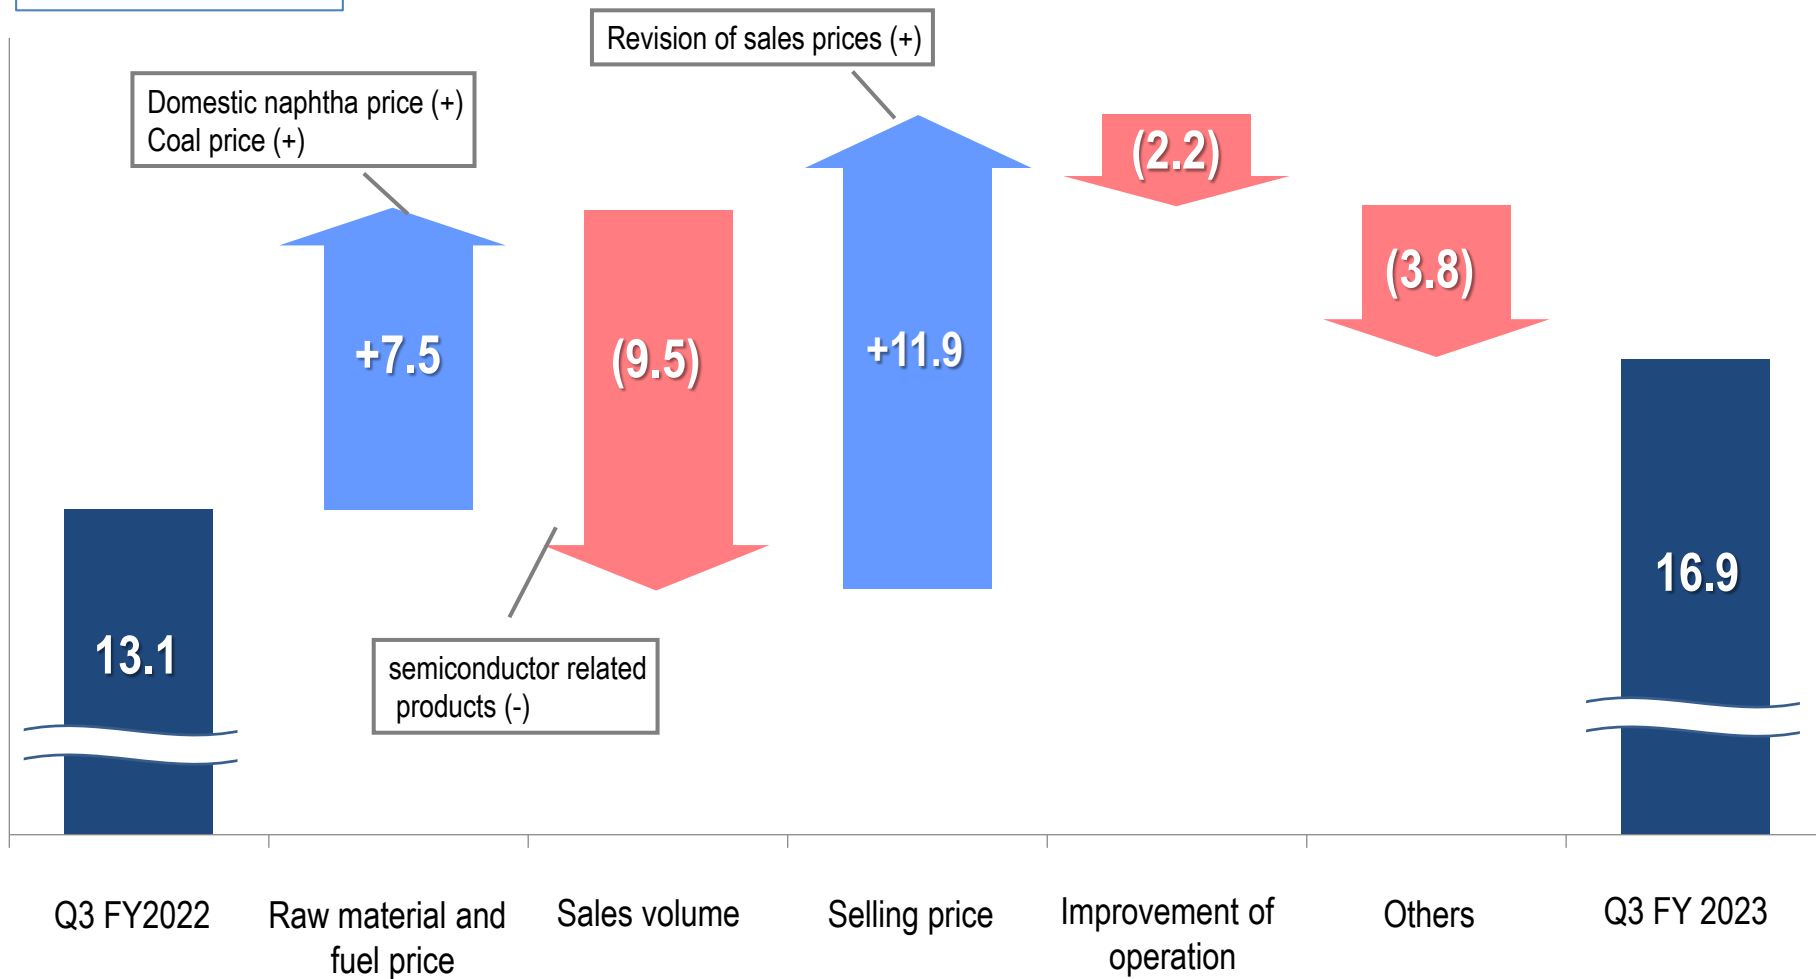 Revision of sales prices (+)
Domestic naphtha price (+)
Coal price (+)
(2.2)
(3.8)
+7.5
(9.5)
+11.9
16.9
13.1
semiconductor related
products (-)
Q3 FY2022
Raw material and
fuel price
Sales volume
Selling price
Improvement of
operation
Others
Q3 FY 2023